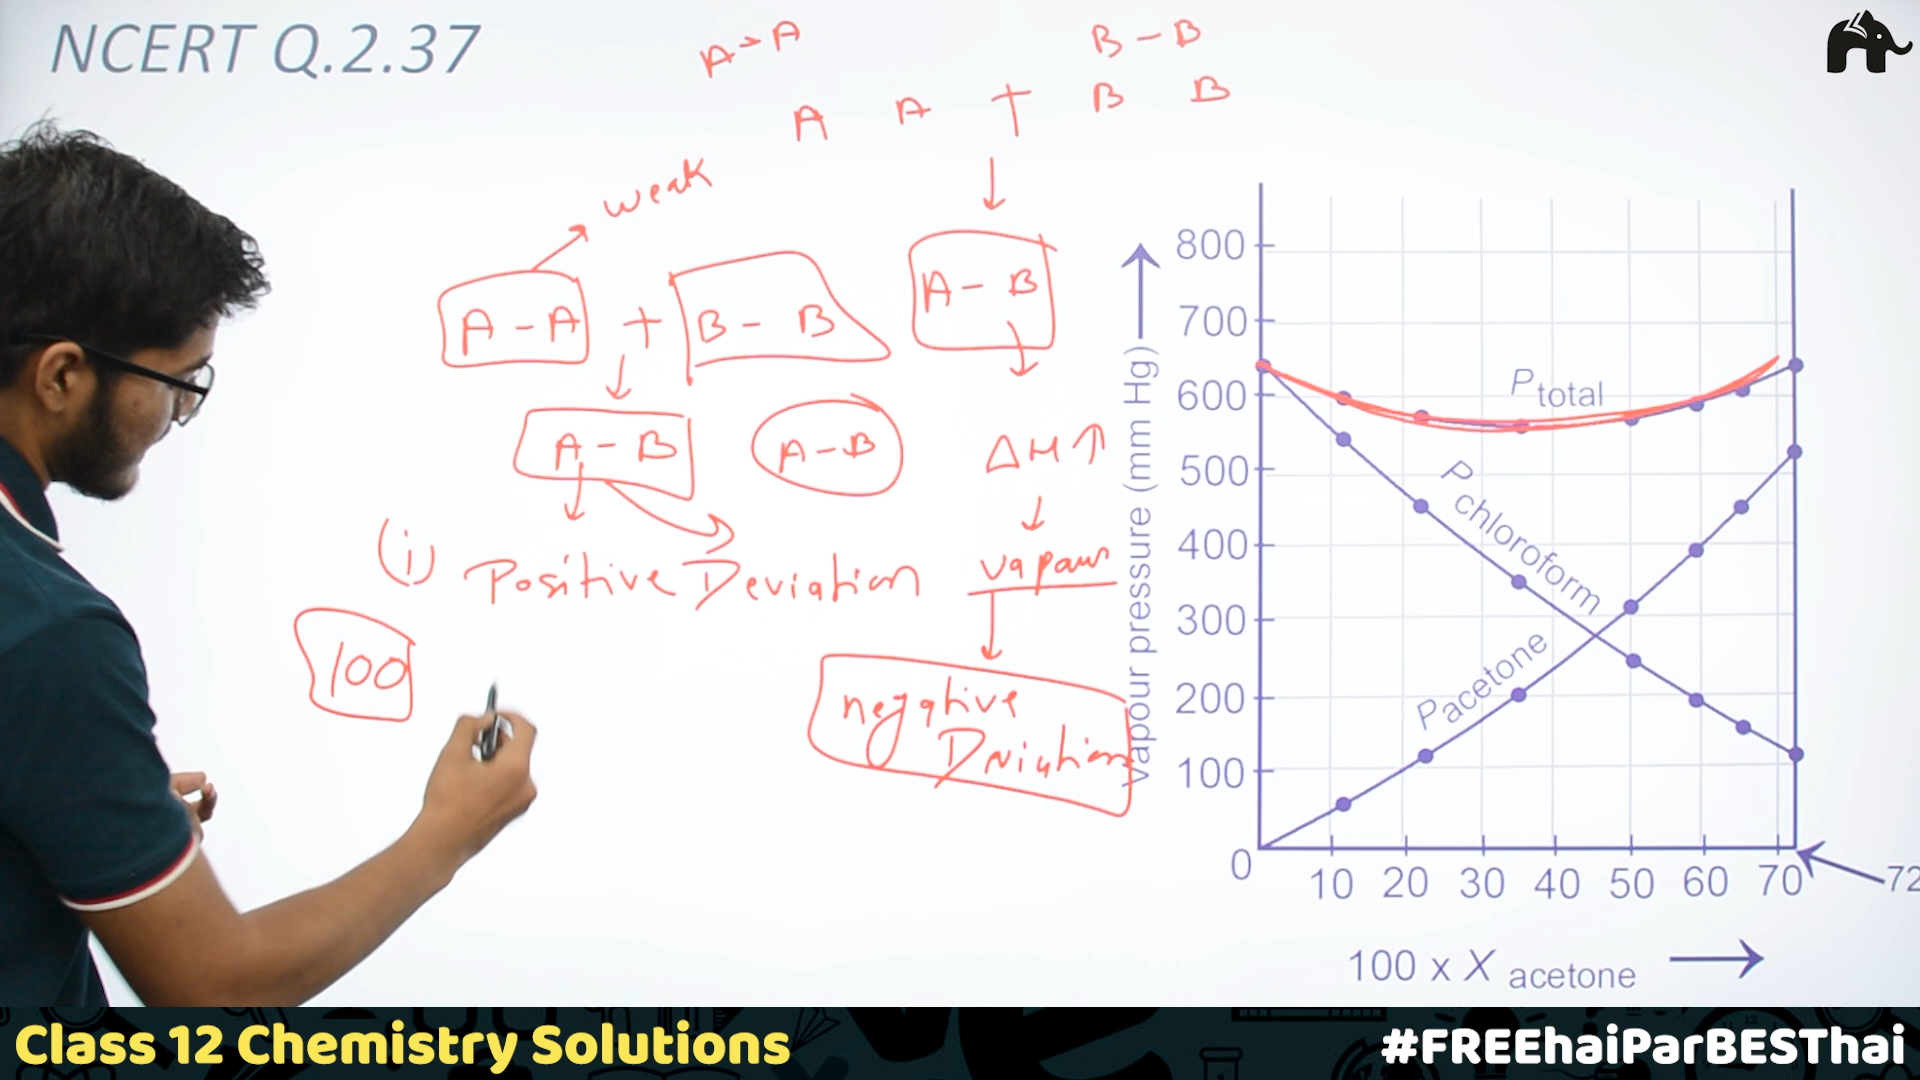 NCERT Q.2.37
A - A
B - B
A A + B B
weak
A - A + B - B
A - B
A - B
A - B
ΔH ↑
(i) Positive Deviation
vapour
100
negative
Dviation
Vapour pressure (mm Hg)
800
700
600
500
400
300
200
100
0
P total
P chloroform
P acetone
10 20 30 40 50 60 70
72
100 x X acetone
Class 12 Chemistry Solutions
#FREEhaiParBESThai